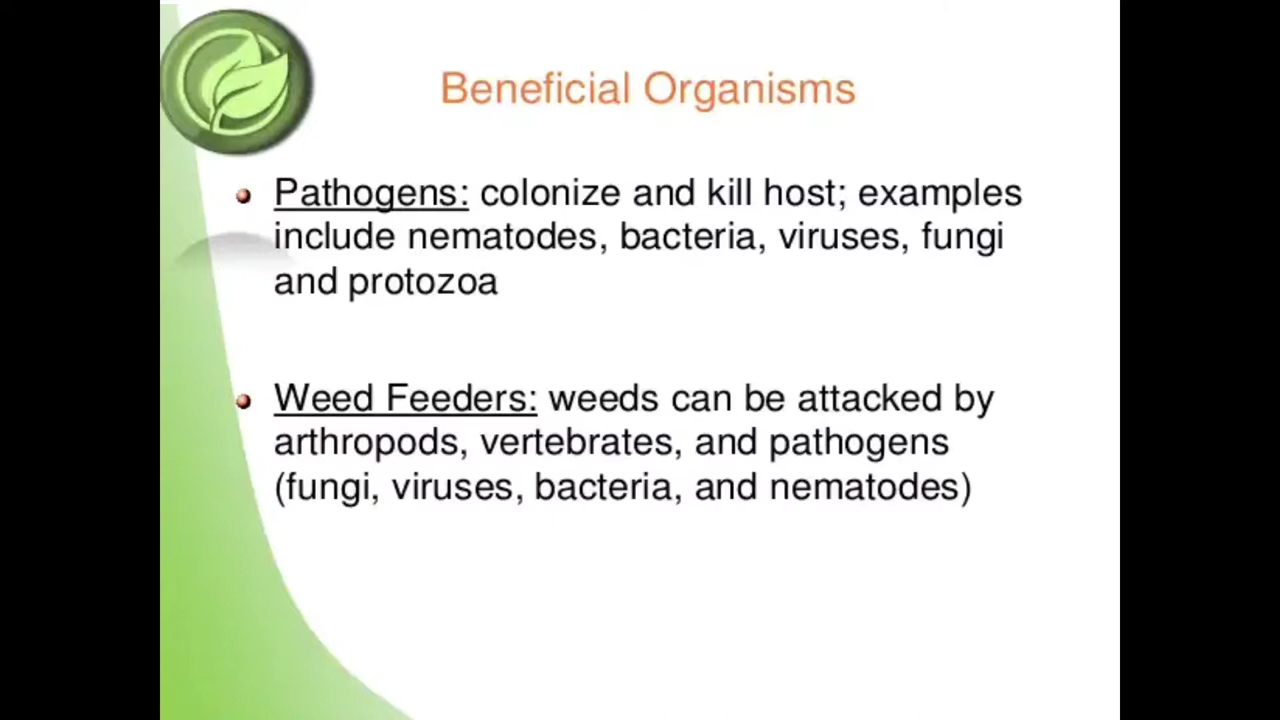 Beneficial Organisms
Pathogens: colonize and kill host; examples
include nematodes, bacteria, viruses, fungi
and protozoa
Weed Feeders: weeds can be attacked by
arthropods, vertebrates, and pathogens
(fungi, viruses, bacteria, and nematodes)